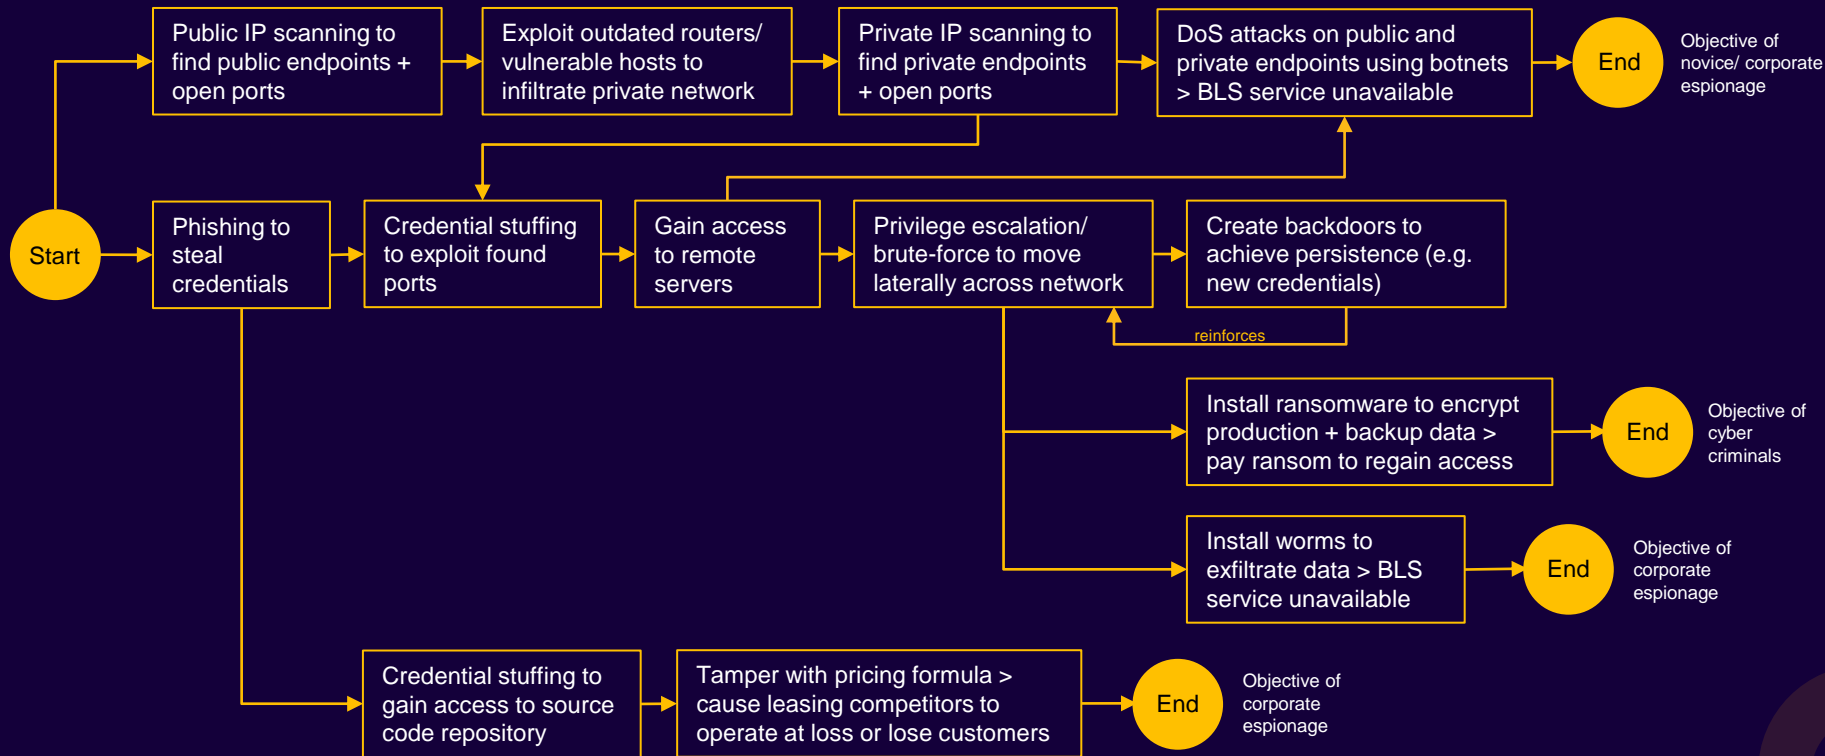 Public IP scanning to
find public endpoints +
open ports
Exploit outdated routers/
vulnerable hosts to
infiltrate private network
Private IP scanning to
find private endpoints
+ open ports
DoS attacks on public and
private endpoints using botnets
> BLS service unavailable
End
Objective of
novice/ corporate
espionage
Start
Phishing to
steal
credentials
Credential stuffing
to exploit found
ports
Gain access
to remote
servers
Privilege escalation/
brute-force to move
laterally across network
Create backdoors to
achieve persistence (e.g.
new credentials)
reinforces
Install ransomware to encrypt
production + backup data >
pay ransom to regain access
End
Objective of
cyber
criminals
Install worms to
exfiltrate data > BLS
service unavailable
End
Objective of
corporate
espionage
Credential stuffing to
gain access to source
code repository
Tamper with pricing formula >
cause leasing competitors to
operate at loss or lose customers
End
Objective of
corporate
espionage